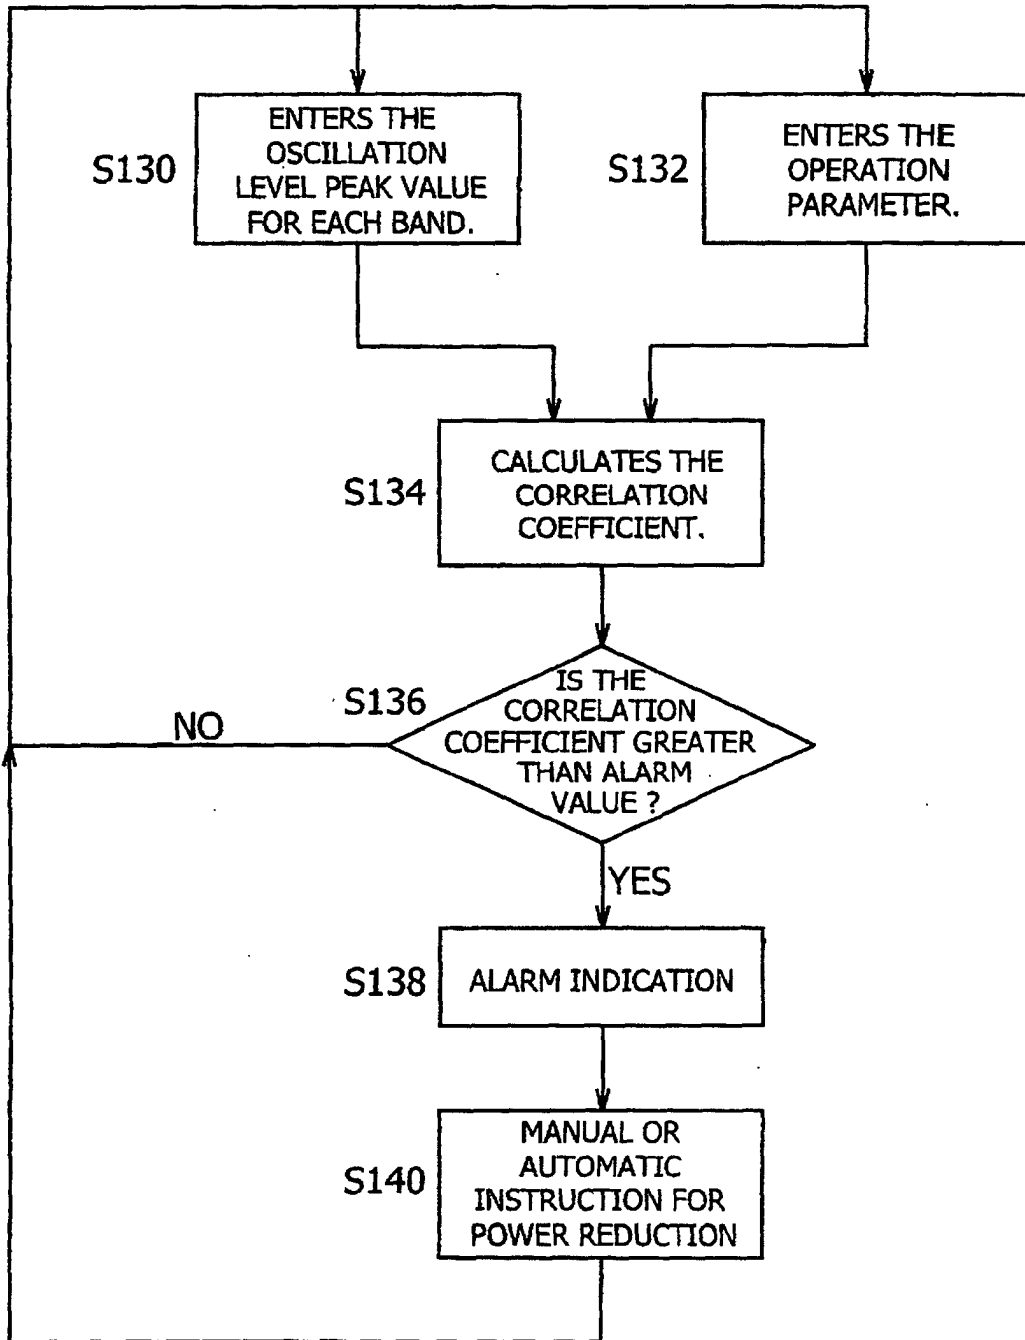 S130
ENTERS THE
OSCILLATION
LEVEL PEAK VALUE
FOR EACH BAND.
S132
ENTERS THE
OPERATION
PARAMETER.
S134
CALCULATES THE
CORRELATION
COEFFICIENT.
S136
IS THE
CORRELATION
COEFFICIENT GREATER
THAN ALARM
VALUE ?
NO
YES
S138
ALARM INDICATION
S140
MANUAL OR
AUTOMATIC
INSTRUCTION FOR
POWER REDUCTION